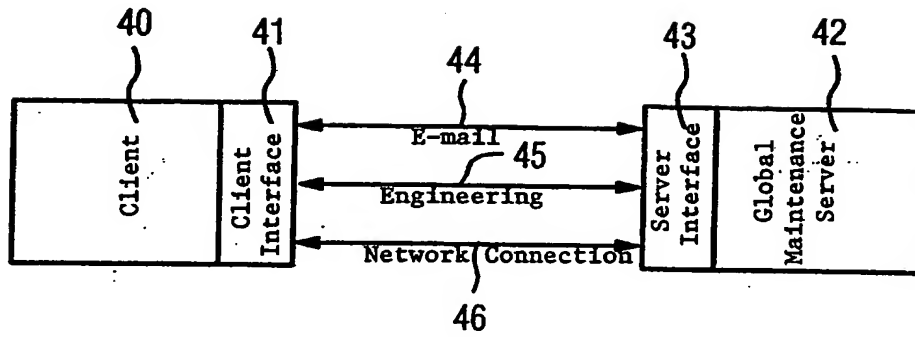 40
41
44
43
42
Client
Client
Interface
E-mail
45
Engineering
Network Connection
46
Server
Interface
Global
Maintenance
Server